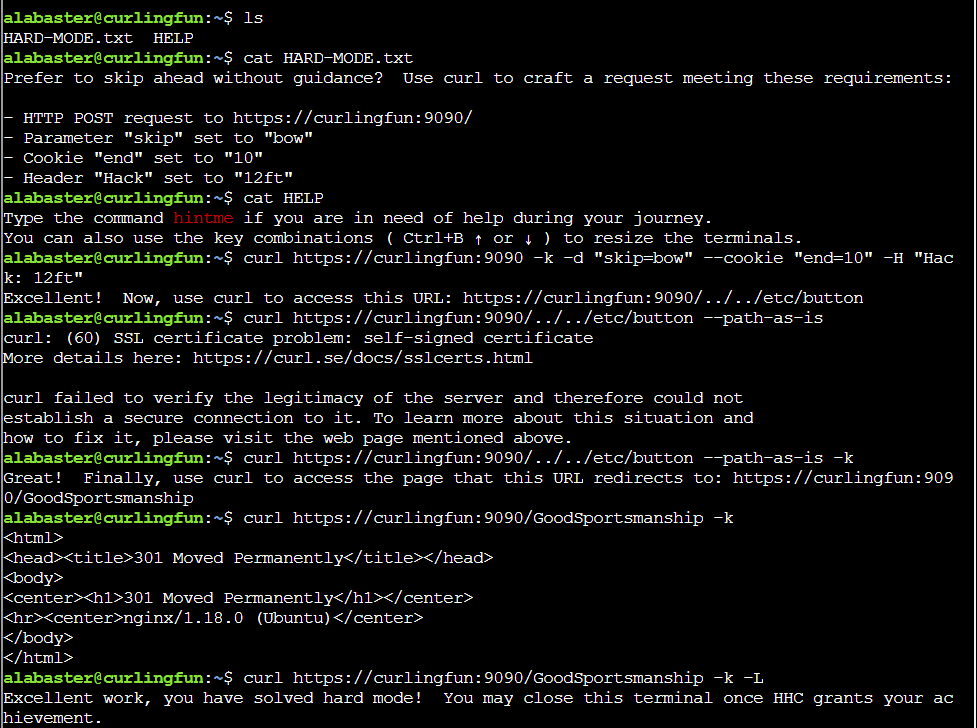 alabaster@curlingfun:~$ ls
HARD-MODE.txt  HELP
alabaster@curlingfun:~$ cat HARD-MODE.txt
Prefer to skip ahead without guidance?  Use curl to craft a request meeting these requirements:

- HTTP POST request to https://curlingfun:9090/
- Parameter "skip" set to "bow"
- Cookie "end" set to "10"
- Header "Hack" set to "12ft"
alabaster@curlingfun:~$ cat HELP
Type the command hintme if you are in need of help during your journey.
You can also use the key combinations ( Ctrl+B ↑ or ↓ ) to resize the terminals.
alabaster@curlingfun:~$ curl https://curlingfun:9090 -k -d "skip=bow" --cookie "end=10" -H "Hac
k: 12ft"
Excellent!  Now, use curl to access this URL: https://curlingfun:9090/../../etc/button
alabaster@curlingfun:~$ curl https://curlingfun:9090/../../etc/button --path-as-is
curl: (60) SSL certificate problem: self-signed certificate
More details here: https://curl.se/docs/sslcerts.html

curl failed to verify the legitimacy of the server and therefore could not
establish a secure connection to it. To learn more about this situation and
how to fix it, please visit the web page mentioned above.
alabaster@curlingfun:~$ curl https://curlingfun:9090/../../etc/button --path-as-is -k
Great!  Finally, use curl to access the page that this URL redirects to: https://curlingfun:909
0/GoodSportsmanship
alabaster@curlingfun:~$ curl https://curlingfun:9090/GoodSportsmanship -k
<html>
<head><title>301 Moved Permanently</title></head>
<body>
<center><h1>301 Moved Permanently</h1></center>
<hr><center>nginx/1.18.0 (Ubuntu)</center>
</body>
</html>
alabaster@curlingfun:~$ curl https://curlingfun:9090/GoodSportsmanship -k -L
Excellent work, you have solved hard mode!  You may close this terminal once HHC grants your ac
hievement.